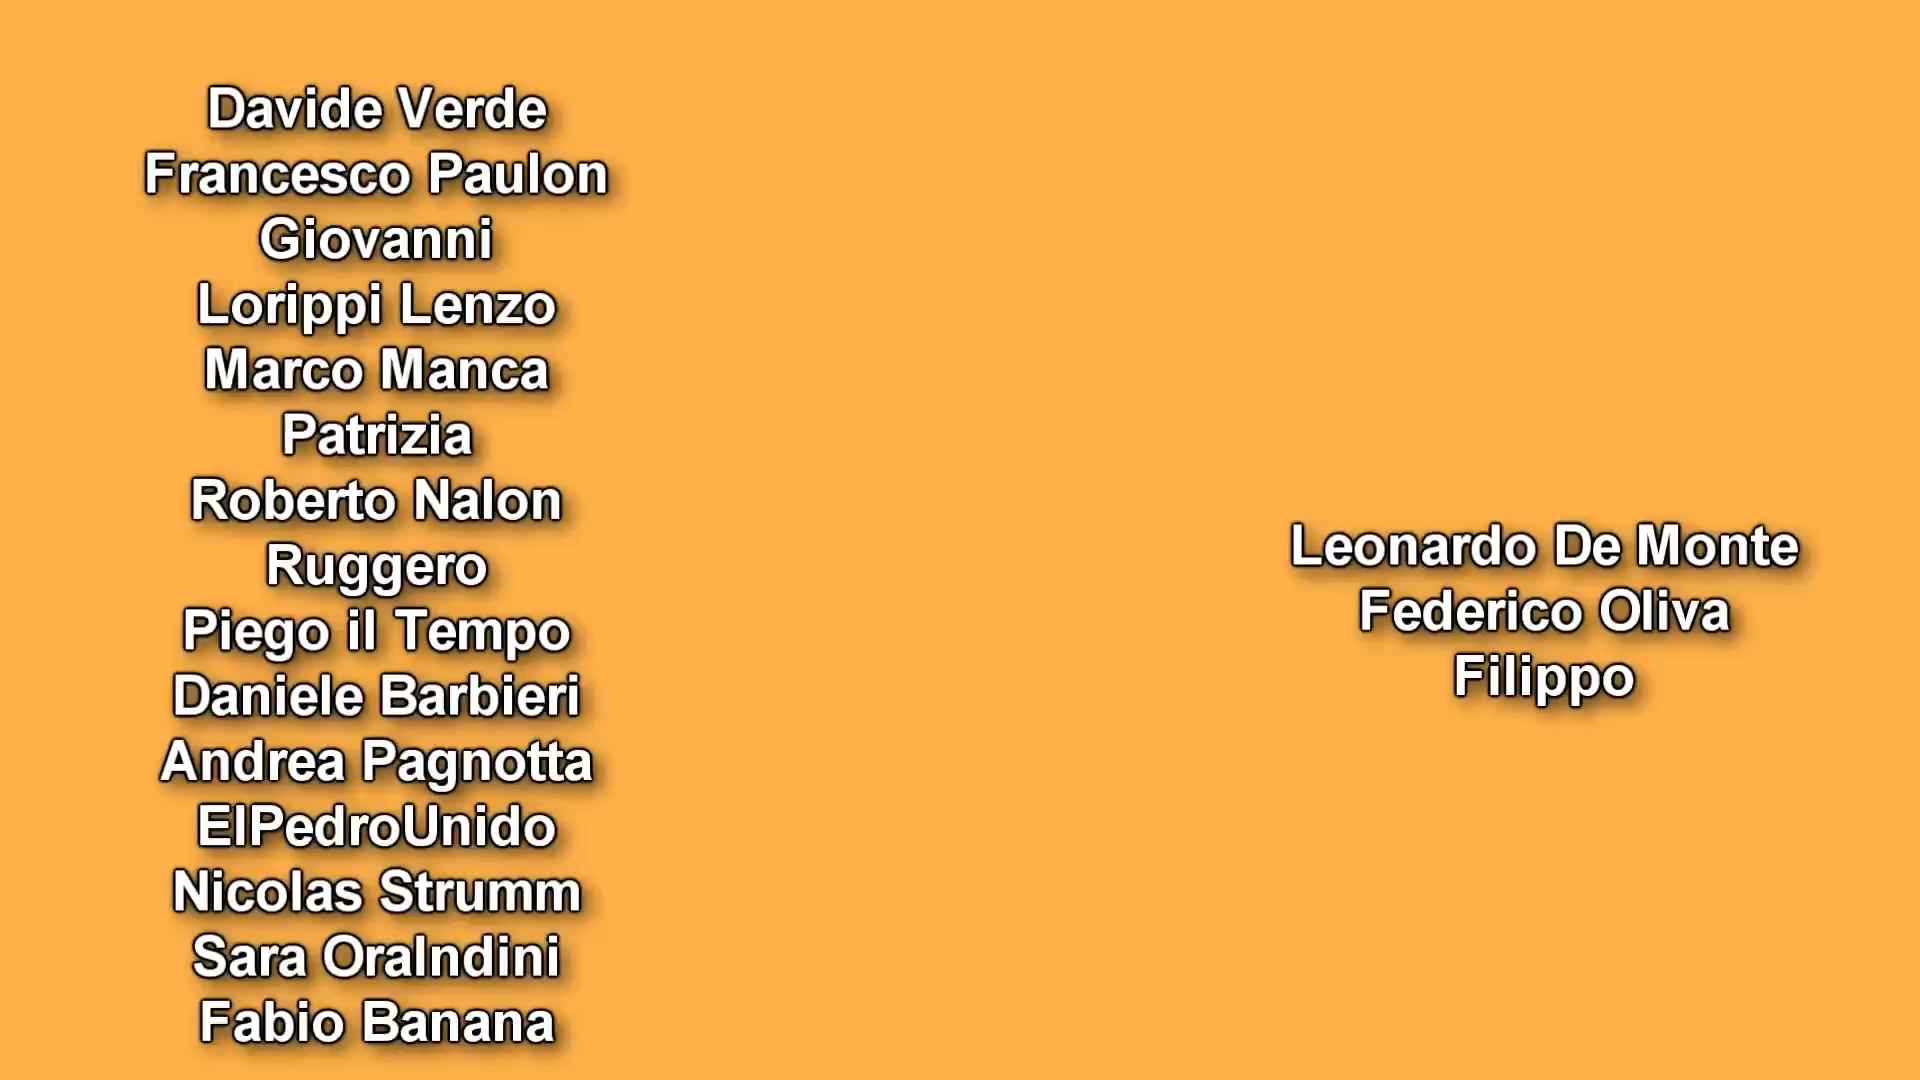 Davide Verde
Francesco Paulon
Giovanni
Lorippi Lenzo
Marco Manca
Patrizia
Roberto Nalon
Ruggero
Piego il Tempo
Daniele Barbieri
Andrea Pagnotta
ElPedroUnido
Nicolas Strumm
Sara OraIndini
Fabio Banana
Leonardo De Monte
Federico Oliva
Filippo